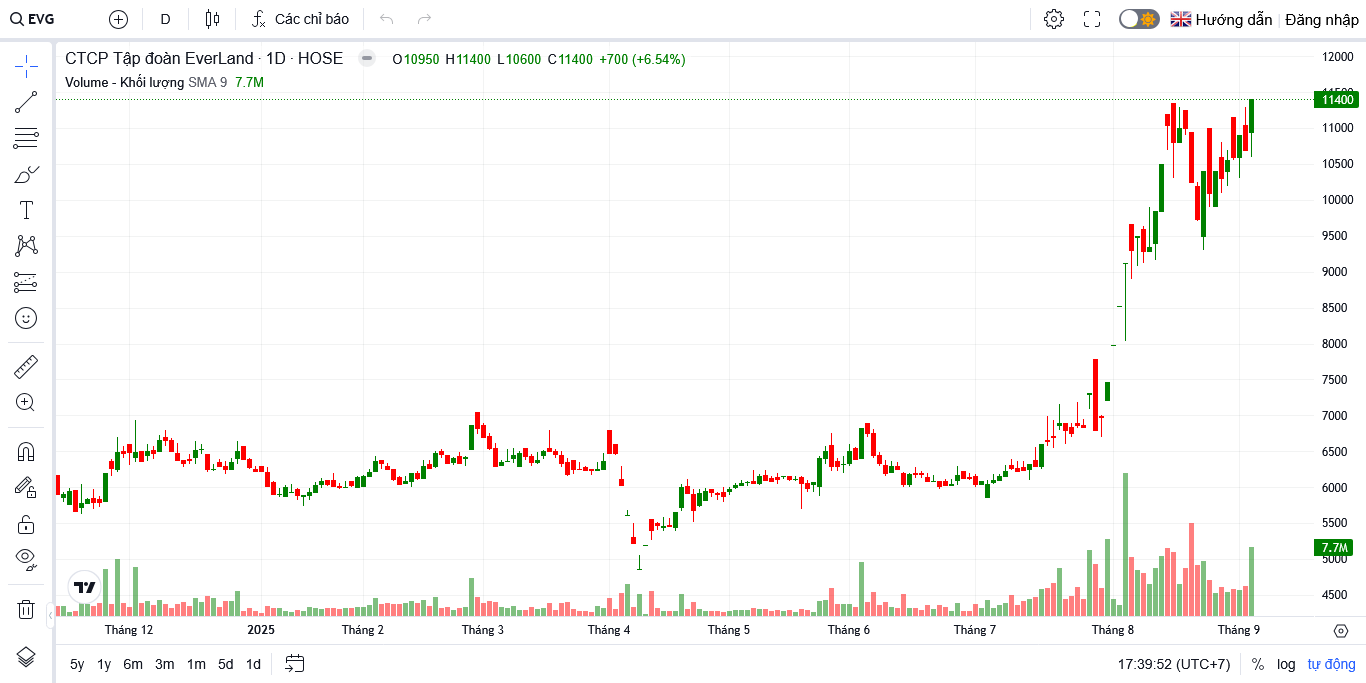 EVG D Các chỉ báo Hướng dẫn Đăng nhập
CTCP Tập đoàn EverLand · 1D · HOSE O10950 H11400 L10600 C11400 +700 (+6.54%)
Volume - Khối lượng SMA 9 7.7M
12000
11400
11000
10500
10000
9500
9000
8500
8000
7500
7000
6500
6000
5500
7.7M
5000
4500
Tháng 12 2025 Tháng 2 Tháng 3 Tháng 4 Tháng 5 Tháng 6 Tháng 7 Tháng 8 Tháng 9
5y 1y 6m 3m 1m 5d 1d 17:39:52 (UTC+7) % log tự động